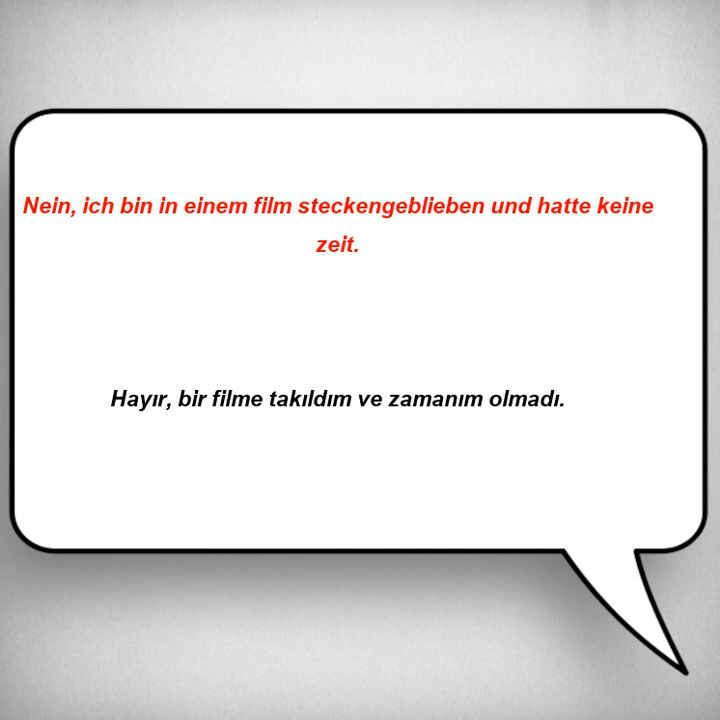 Nein, ich bin in einem film steckengeblieben und hatte keine
zeit.
Hayır, bir filme takıldım ve zamanım olmadı.